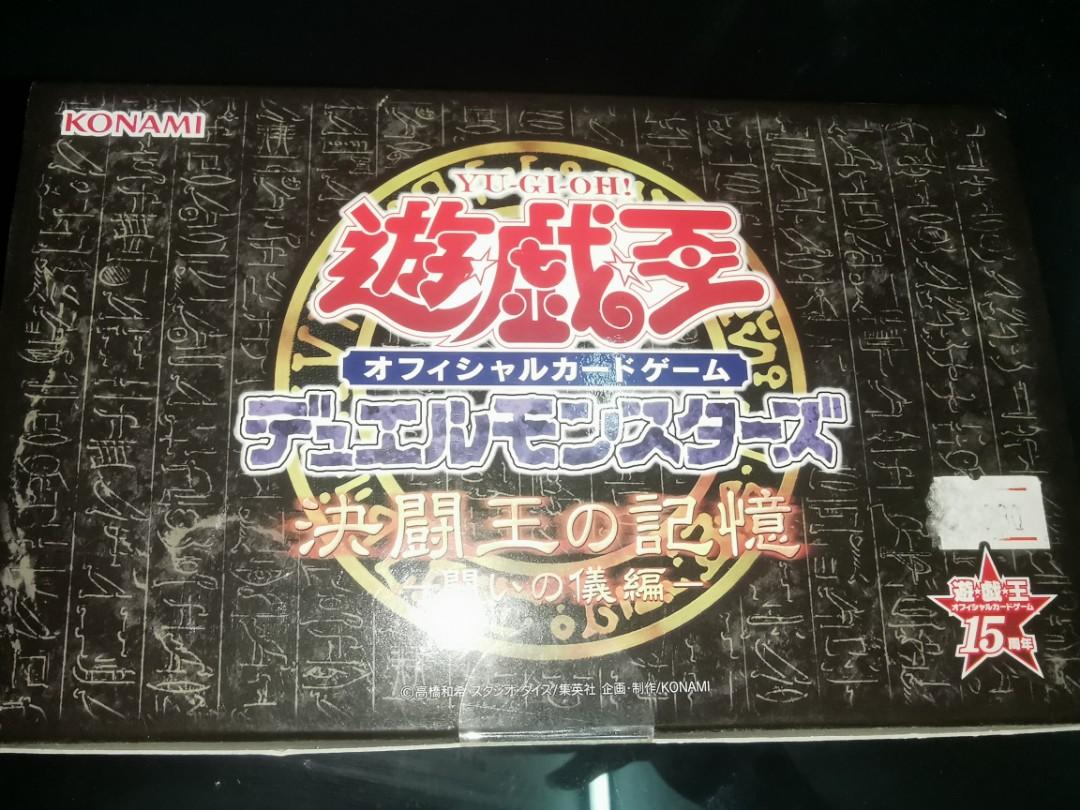 KONAMI
YU-GI-OH!
遊戯王
オフィシャルカードゲーム
デュエルモンスターズ
決闘王の記憶
闘いの儀編
遊戯王
オフィシャルカードゲーム
15周年
©高橋和希 スタジオ・ダイス/集英社 企画・制作/KONAMI